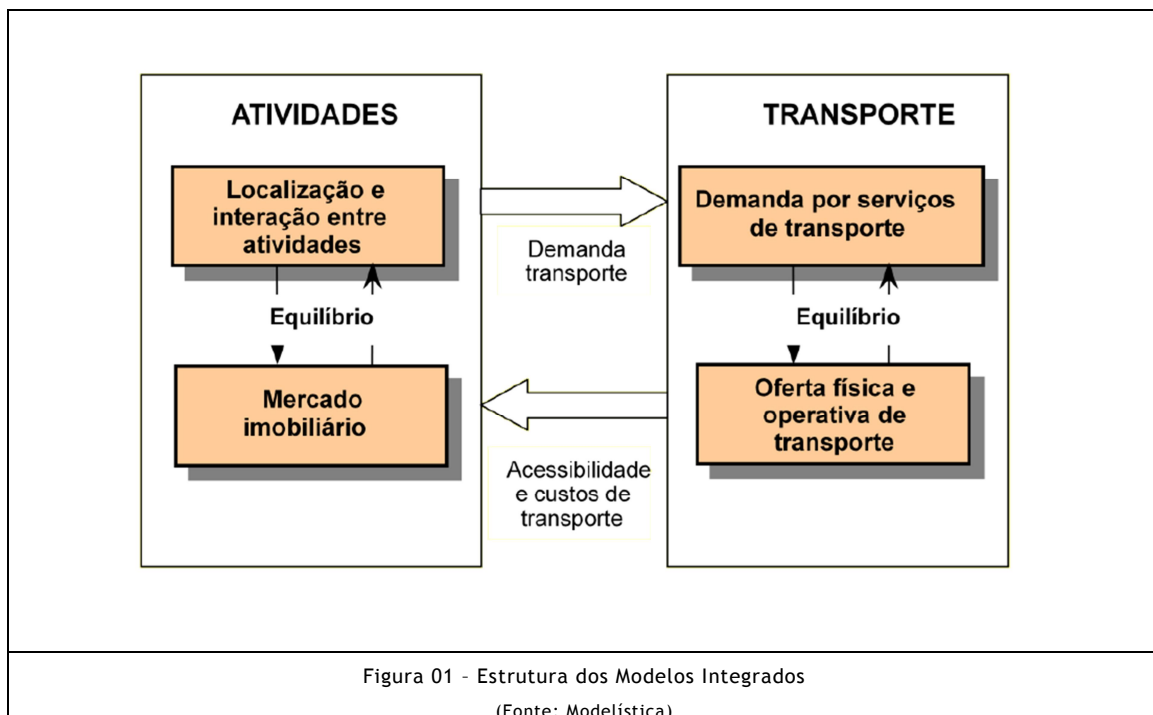 ATIVIDADES
Localização e
interação entre
atividades
Equilíbrio
Mercado
imobiliário
Demanda
transporte
Acessibilidade
e custos de
transporte
TRANSPORTE
Demanda por serviços
de transporte
Equilíbrio
Oferta física e
operativa de
transporte
Figura 01 – Estrutura dos Modelos Integrados
(Fonte: Modelística)